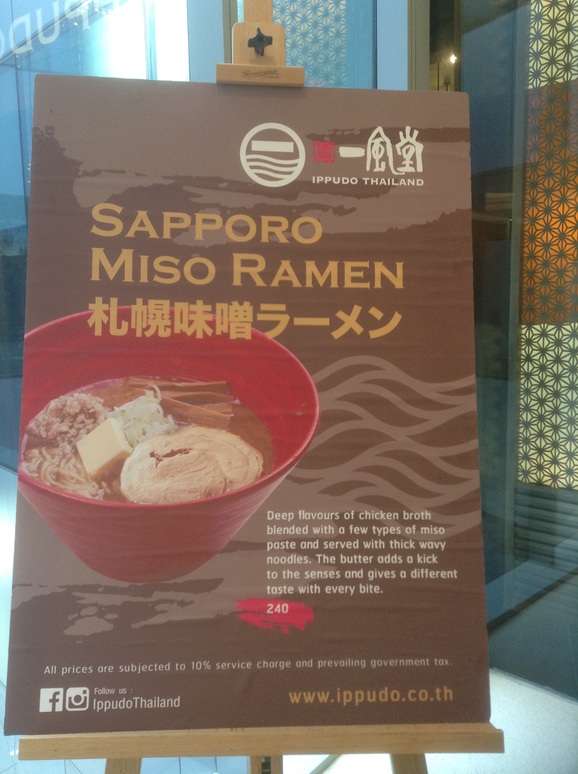 一風堂
IPPUDO THAILAND
SAPPORO
MISO RAMEN
札幌味噌ラーメン
Deep flavours of chicken broth
blended with a few types of miso
paste and served with thick wavy
noodles. The butter adds a kick
to the senses and gives a different
taste with every bite.
240
All prices are subjected to 10% service charge and prevailing government tax.
Follow us :
IppudoThailand
www.ippudo.co.th